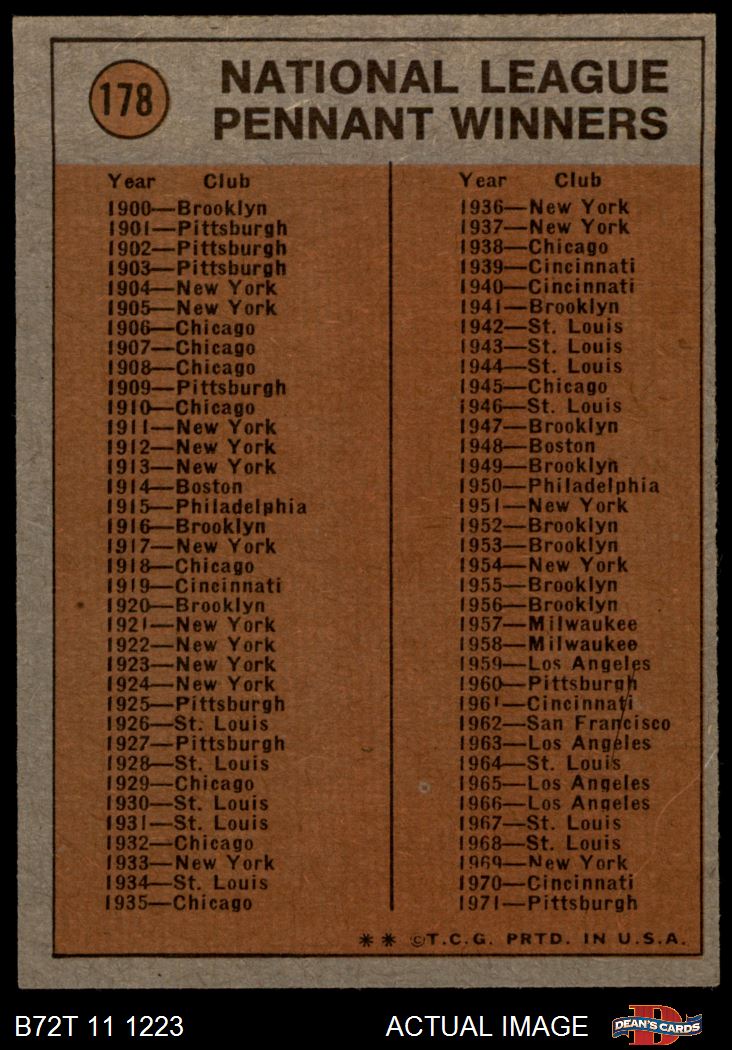 178
NATIONAL LEAGUE
PENNANT WINNERS
Year Club
1900—Brooklyn
1901—Pittsburgh
1902—Pittsburgh
1903—Pittsburgh
1904—New York
1905—New York
1906—Chicago
1907—Chicago
1908—Chicago
1909—Pittsburgh
1910—Chicago
1911—New York
1912—New York
1913—New York
1914—Boston
1915—Philadelphia
1916—Brooklyn
1917—New York
1918—Chicago
1919—Cincinnati
1920—Brooklyn
1921—New York
1922—New York
1923—New York
1924—New York
1925—Pittsburgh
1926—St. Louis
1927—Pittsburgh
1928—St. Louis
1929—Chicago
1930—St. Louis
1931—St. Louis
1932—Chicago
1933—New York
1934—St. Louis
1935—Chicago
Year Club
1936—New York
1937—New York
1938—Chicago
1939—Cincinnati
1940—Cincinnati
1941—Brooklyn
1942—St. Louis
1943—St. Louis
1944—St. Louis
1945—Chicago
1946—St. Louis
1947—Brooklyn
1948—Boston
1949—Brooklyn
1950—Philadelphia
1951—New York
1952—Brooklyn
1953—Brooklyn
1954—New York
1955—Brooklyn
1956—Brooklyn
1957—Milwaukee
1958—Milwaukee
1959—Los Angeles
1960—Pittsburgh
1961—Cincinnati
1962—San Francisco
1963—Los Angeles
1964—St. Louis
1965—Los Angeles
1966—Los Angeles
1967—St. Louis
1968—St. Louis
1969—New York
1970—Cincinnati
1971—Pittsburgh
** ©T.C.G. PRTD. IN U.S.A.
B72T 11 1223
ACTUAL IMAGE
D
DEAN'S CARDS